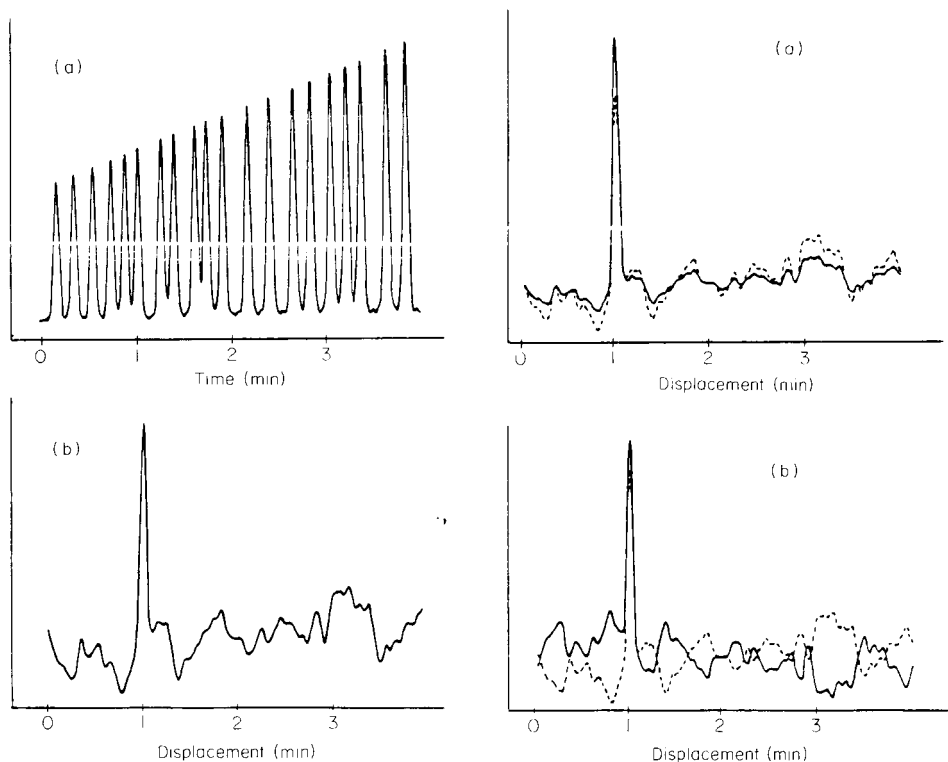 (a)
0 1 2 3
Time (min)
(b)
0 1 2 3
Displacement (min)
(a)
0 1 2 3
Displacement (min)
(b)
0 1 2 3
Displacement (min)